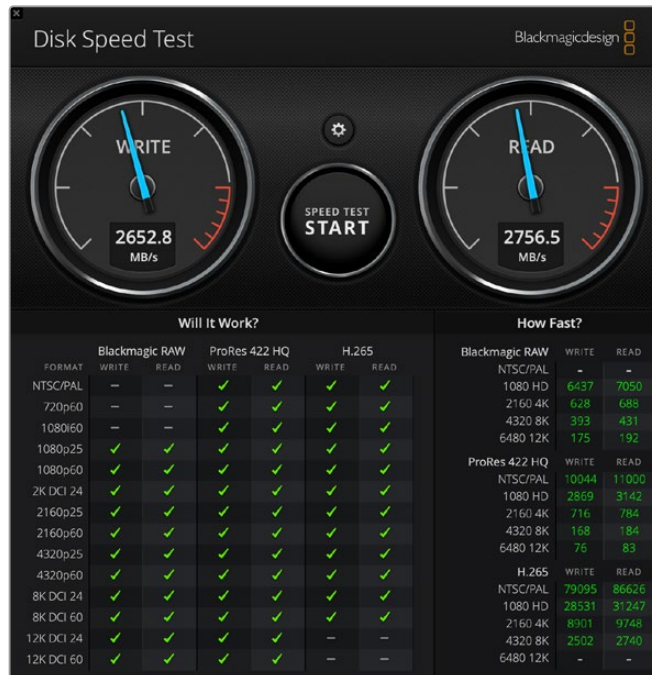 Disk Speed Test
Blackmagicdesign
WRITE
2652.8
MB/s
SPEED TEST
START
READ
2756.5
MB/s
Will It Work?
Blackmagic RAW ProRes 422 HQ H.265
FORMAT WRITE READ WRITE READ WRITE READ
NTSC/PAL – – ✓ ✓ ✓ ✓
720p60 – – ✓ ✓ ✓ ✓
1080i60 – – ✓ ✓ ✓ ✓
1080p25 ✓ ✓ ✓ ✓ ✓ ✓
1080p60 ✓ ✓ ✓ ✓ ✓ ✓
2K DCI 24 ✓ ✓ ✓ ✓ ✓ ✓
2160p25 ✓ ✓ ✓ ✓ ✓ ✓
2160p60 ✓ ✓ ✓ ✓ ✓ ✓
4320p25 ✓ ✓ ✓ ✓ ✓ ✓
4320p60 ✓ ✓ ✓ ✓ ✓ ✓
8K DCI 24 ✓ ✓ ✓ ✓ ✓ ✓
8K DCI 60 ✓ ✓ ✓ ✓ ✓ ✓
12K DCI 24 ✓ ✓ ✓ ✓ – –
12K DCI 60 ✓ ✓ ✓ ✓ – –
How Fast?
Blackmagic RAW WRITE READ
NTSC/PAL - -
1080 HD 6437 7050
2160 4K 628 688
4320 8K 393 431
6480 12K 175 192
ProRes 422 HQ WRITE READ
NTSC/PAL 10044 11000
1080 HD 2869 3142
2160 4K 716 784
4320 8K 168 184
6480 12K 76 83
H.265 WRITE READ
NTSC/PAL 79095 86626
1080 HD 28531 31247
2160 4K 8901 9748
4320 8K 2502 2740
6480 12K - -